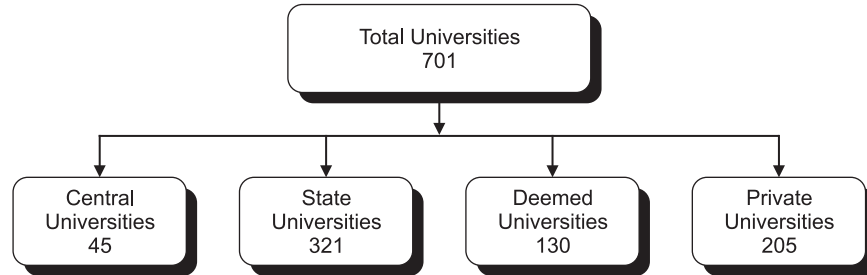 Total Universities
701
Central
Universities
45
State
Universities
321
Deemed
Universities
130
Private
Universities
205